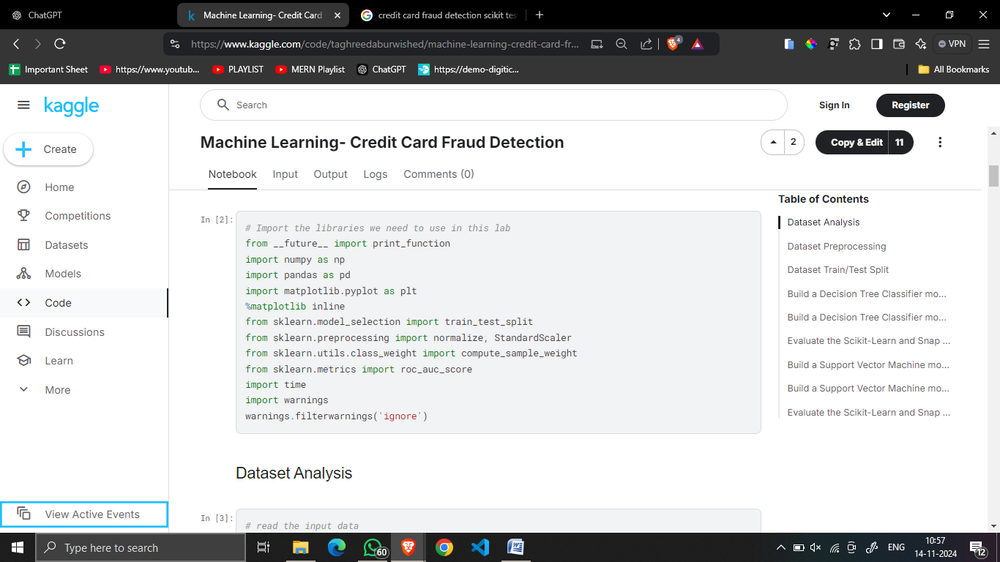 ChatGPT
Machine Learning- Credit Card
credit card fraud detection scikit tes
https://www.kaggle.com/code/taghreedaburwished/machine-learning-credit-card-fr...
4
VPN
Important Sheet
https://www.youtub...
PLAYLIST
MERN Playlist
ChatGPT
https://demo-digitic...
All Bookmarks
kaggle
Search
Sign In
Register
Create
Home
Competitions
Datasets
Models
Code
Discussions
Learn
More
View Active Events
Machine Learning- Credit Card Fraud Detection
2
Copy & Edit
11
Notebook
Input
Output
Logs
Comments (0)
In [2]:
# Import the libraries we need to use in this lab
from __future__ import print_function
import numpy as np
import pandas as pd
import matplotlib.pyplot as plt
%matplotlib inline
from sklearn.model_selection import train_test_split
from sklearn.preprocessing import normalize, StandardScaler
from sklearn.utils.class_weight import compute_sample_weight
from sklearn.metrics import roc_auc_score
import time
import warnings
warnings.filterwarnings('ignore')
Dataset Analysis
In [3]:
# read the input data
Table of Contents
Dataset Analysis
Dataset Preprocessing
Dataset Train/Test Split
Build a Decision Tree Classifier mo...
Build a Decision Tree Classifier mo...
Evaluate the Scikit-Learn and Snap ...
Build a Support Vector Machine mo...
Build a Support Vector Machine mo...
Evaluate the Scikit-Learn and Snap ...
Type here to search
60
ENG
10:57
14-11-2024
12